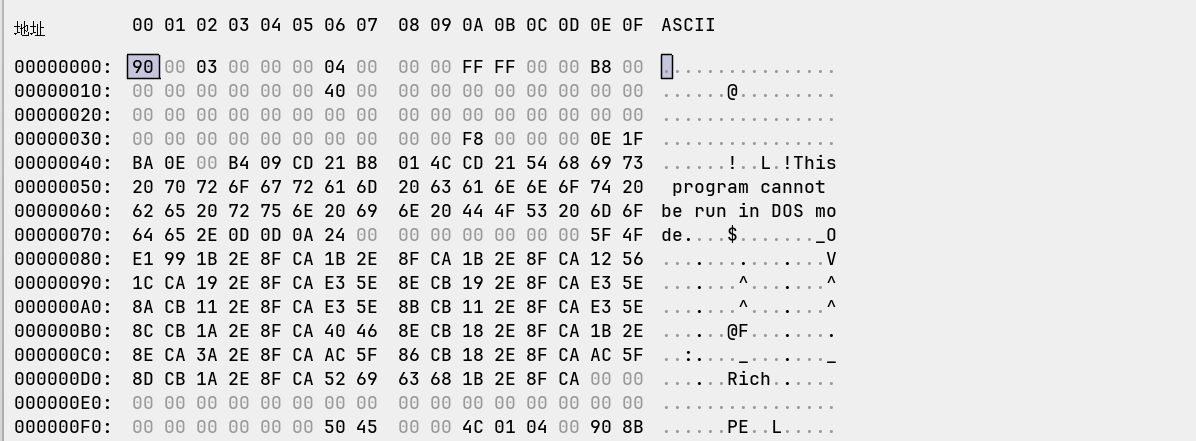 地址 00 01 02 03 04 05 06 07 08 09 0A 0B 0C 0D 0E 0F ASCII
00000000: 90 00 03 00 00 00 04 00 00 00 FF FF 00 00 B8 00 ................
00000010: 00 00 00 00 00 00 40 00 00 00 00 00 00 00 00 00 ......@.........
00000020: 00 00 00 00 00 00 00 00 00 00 00 00 00 00 00 00 ................
00000030: 00 00 00 00 00 00 00 00 00 00 F8 00 00 00 0E 1F ................
00000040: BA 0E 00 B4 09 CD 21 B8 01 4C CD 21 54 68 69 73 ......!..L.!This
00000050: 20 70 72 6F 67 72 61 6D 20 63 61 6E 6E 6F 74 20  program cannot 
00000060: 62 65 20 72 75 6E 20 69 6E 20 44 4F 53 20 6D 6F be run in DOS mo
00000070: 64 65 2E 0D 0D 0A 24 00 00 00 00 00 00 00 5F 4F de....$......._O
00000080: E1 99 1B 2E 8F CA 1B 2E 8F CA 1B 2E 8F CA 12 56 ...............V
00000090: 1C CA 19 2E 8F CA E3 5E 8E CB 19 2E 8F CA E3 5E .......^.......^
000000A0: 8A CB 11 2E 8F CA E3 5E 8B CB 11 2E 8F CA E3 5E .......^.......^
000000B0: 8C CB 1A 2E 8F CA 40 46 8E CB 18 2E 8F CA 1B 2E ......@F........
000000C0: 8E CA 3A 2E 8F CA AC 5F 86 CB 18 2E 8F CA AC 5F ..:...._......._
000000D0: 8D CB 1A 2E 8F CA 52 69 63 68 1B 2E 8F CA 00 00 ......Rich......
000000E0: 00 00 00 00 00 00 00 00 00 00 00 00 00 00 00 00 ................
000000F0: 00 00 00 00 00 00 50 45 00 00 4C 01 04 00 90 8B ......PE..L.....